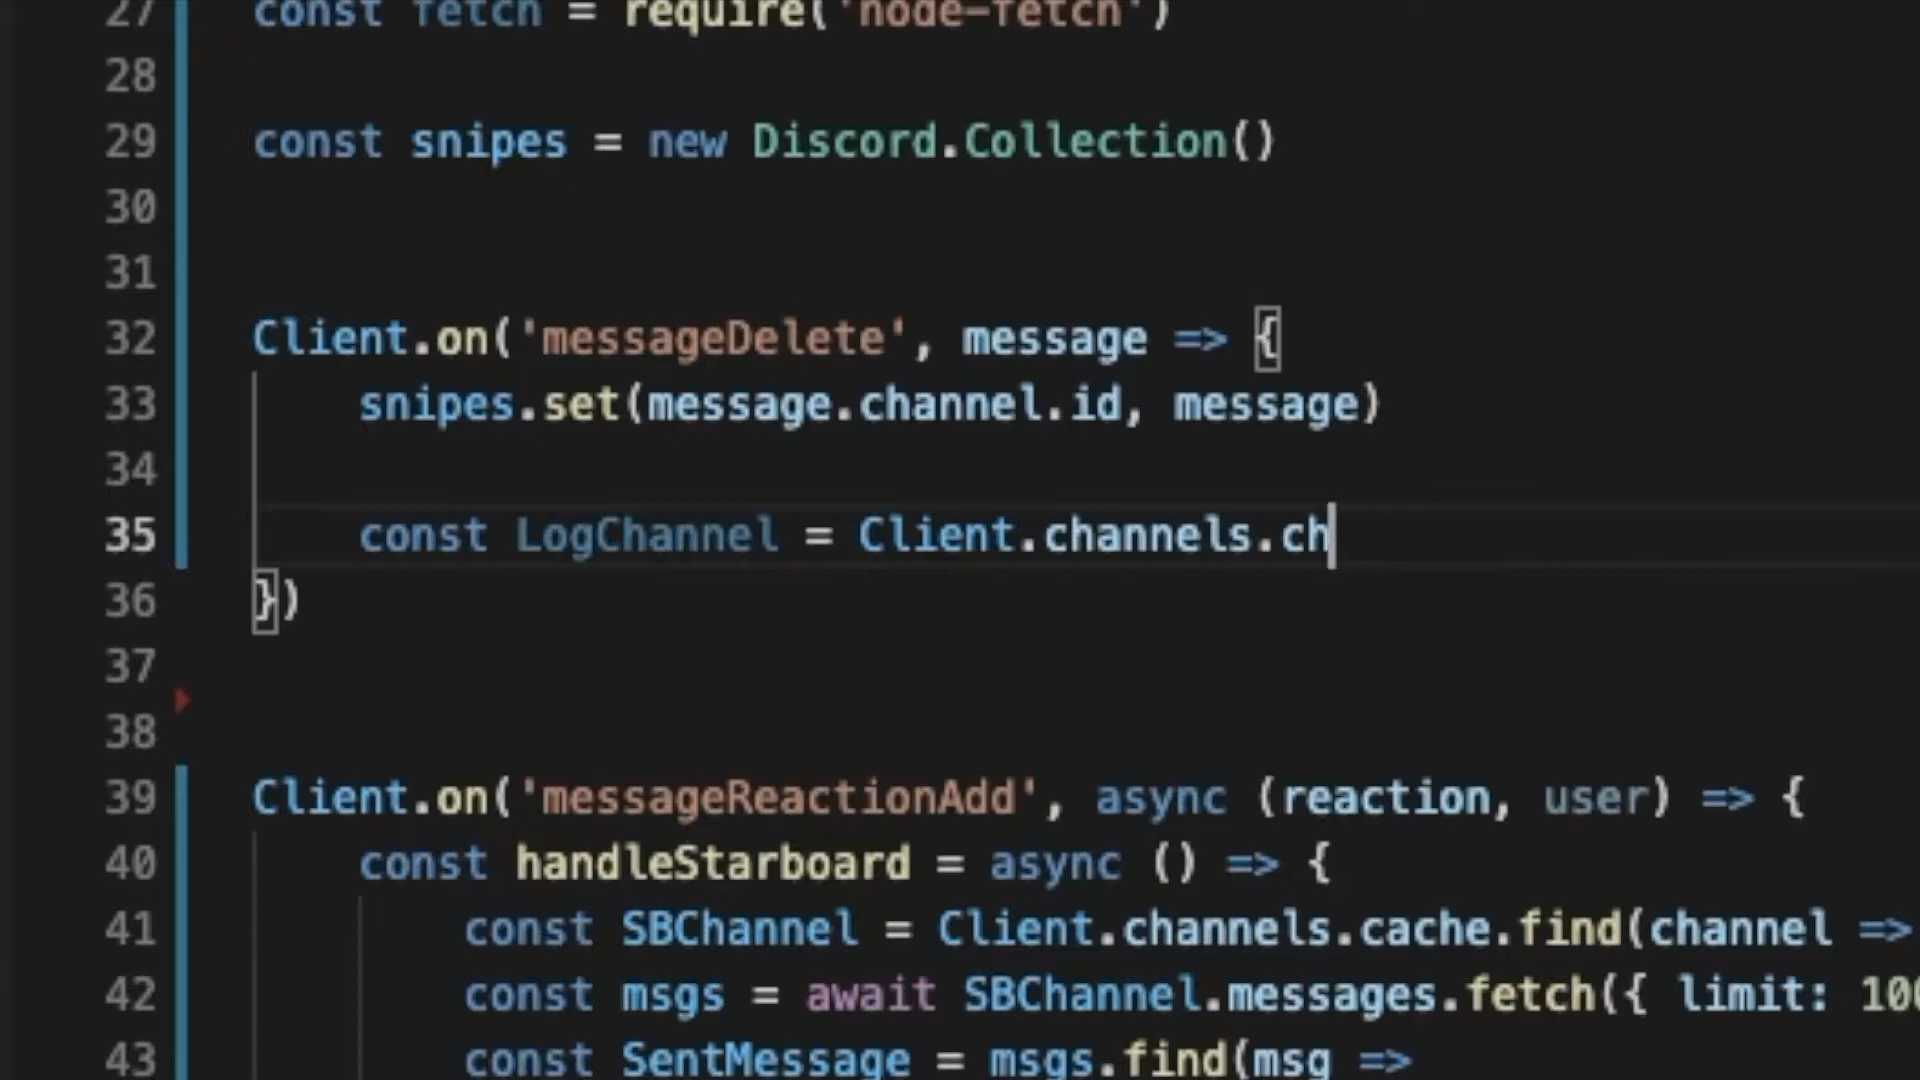 27 const fetch = require('node-fetch')
28
29 const snipes = new Discord.Collection()
30
31
32 Client.on('messageDelete', message => {
33 snipes.set(message.channel.id, message)
34
35 const LogChannel = Client.channels.ch
36 })
37
38
39 Client.on('messageReactionAdd', async (reaction, user) => {
40 const handleStarboard = async () => {
41 const SBChannel = Client.channels.cache.find(channel =>
42 const msgs = await SBChannel.messages.fetch({ limit: 100
43 const SentMessage = msgs.find(msg =>